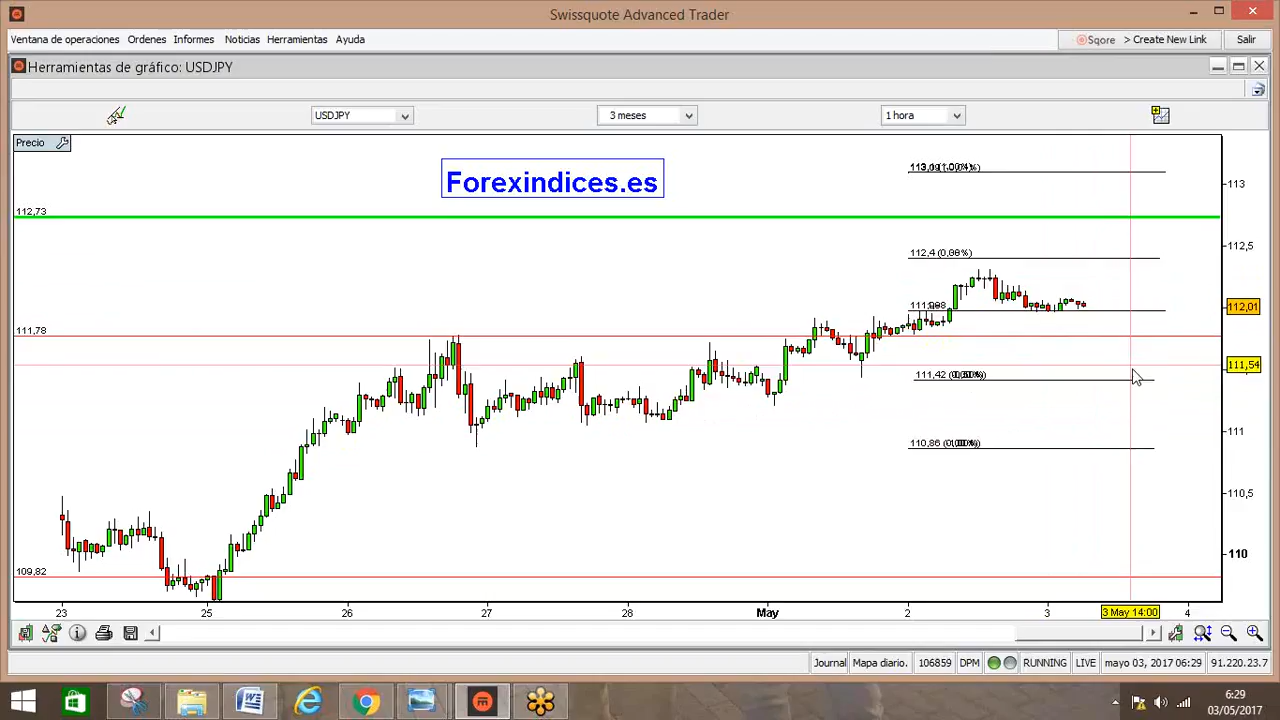 Swissquote Advanced Trader
Ventana de operaciones Ordenes Informes Noticias Herramientas Ayuda
Sqore > Create New Link Salir
Herramientas de gráfico: USDJPY
USDJPY 3 meses 1 hora
Precio
Forexindices.es
113
112,73
112,5
112,4
112,01
111,78
111,54
111,42
111
110,86
110,5
110
109,82
23 25 26 27 28 May 2 3 3 May 14:00 4
Journal Mapa diario. 106859 DPM RUNNING LIVE mayo 03, 2017 06:29 91.220.23.7
6:29
03/05/2017